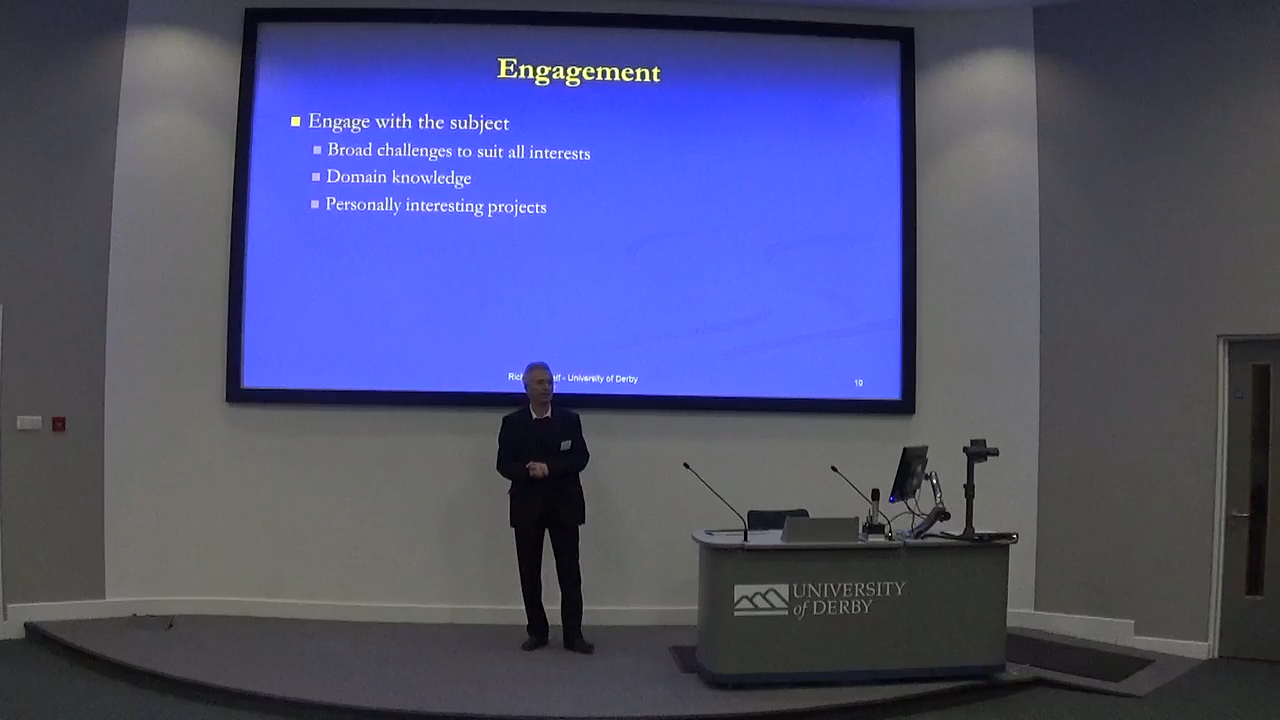 Engagement
Engage with the subject
Broad challenges to suit all interests
Domain knowledge
Personally interesting projects
- University of Derby
10
UNIVERSITY
of DERBY